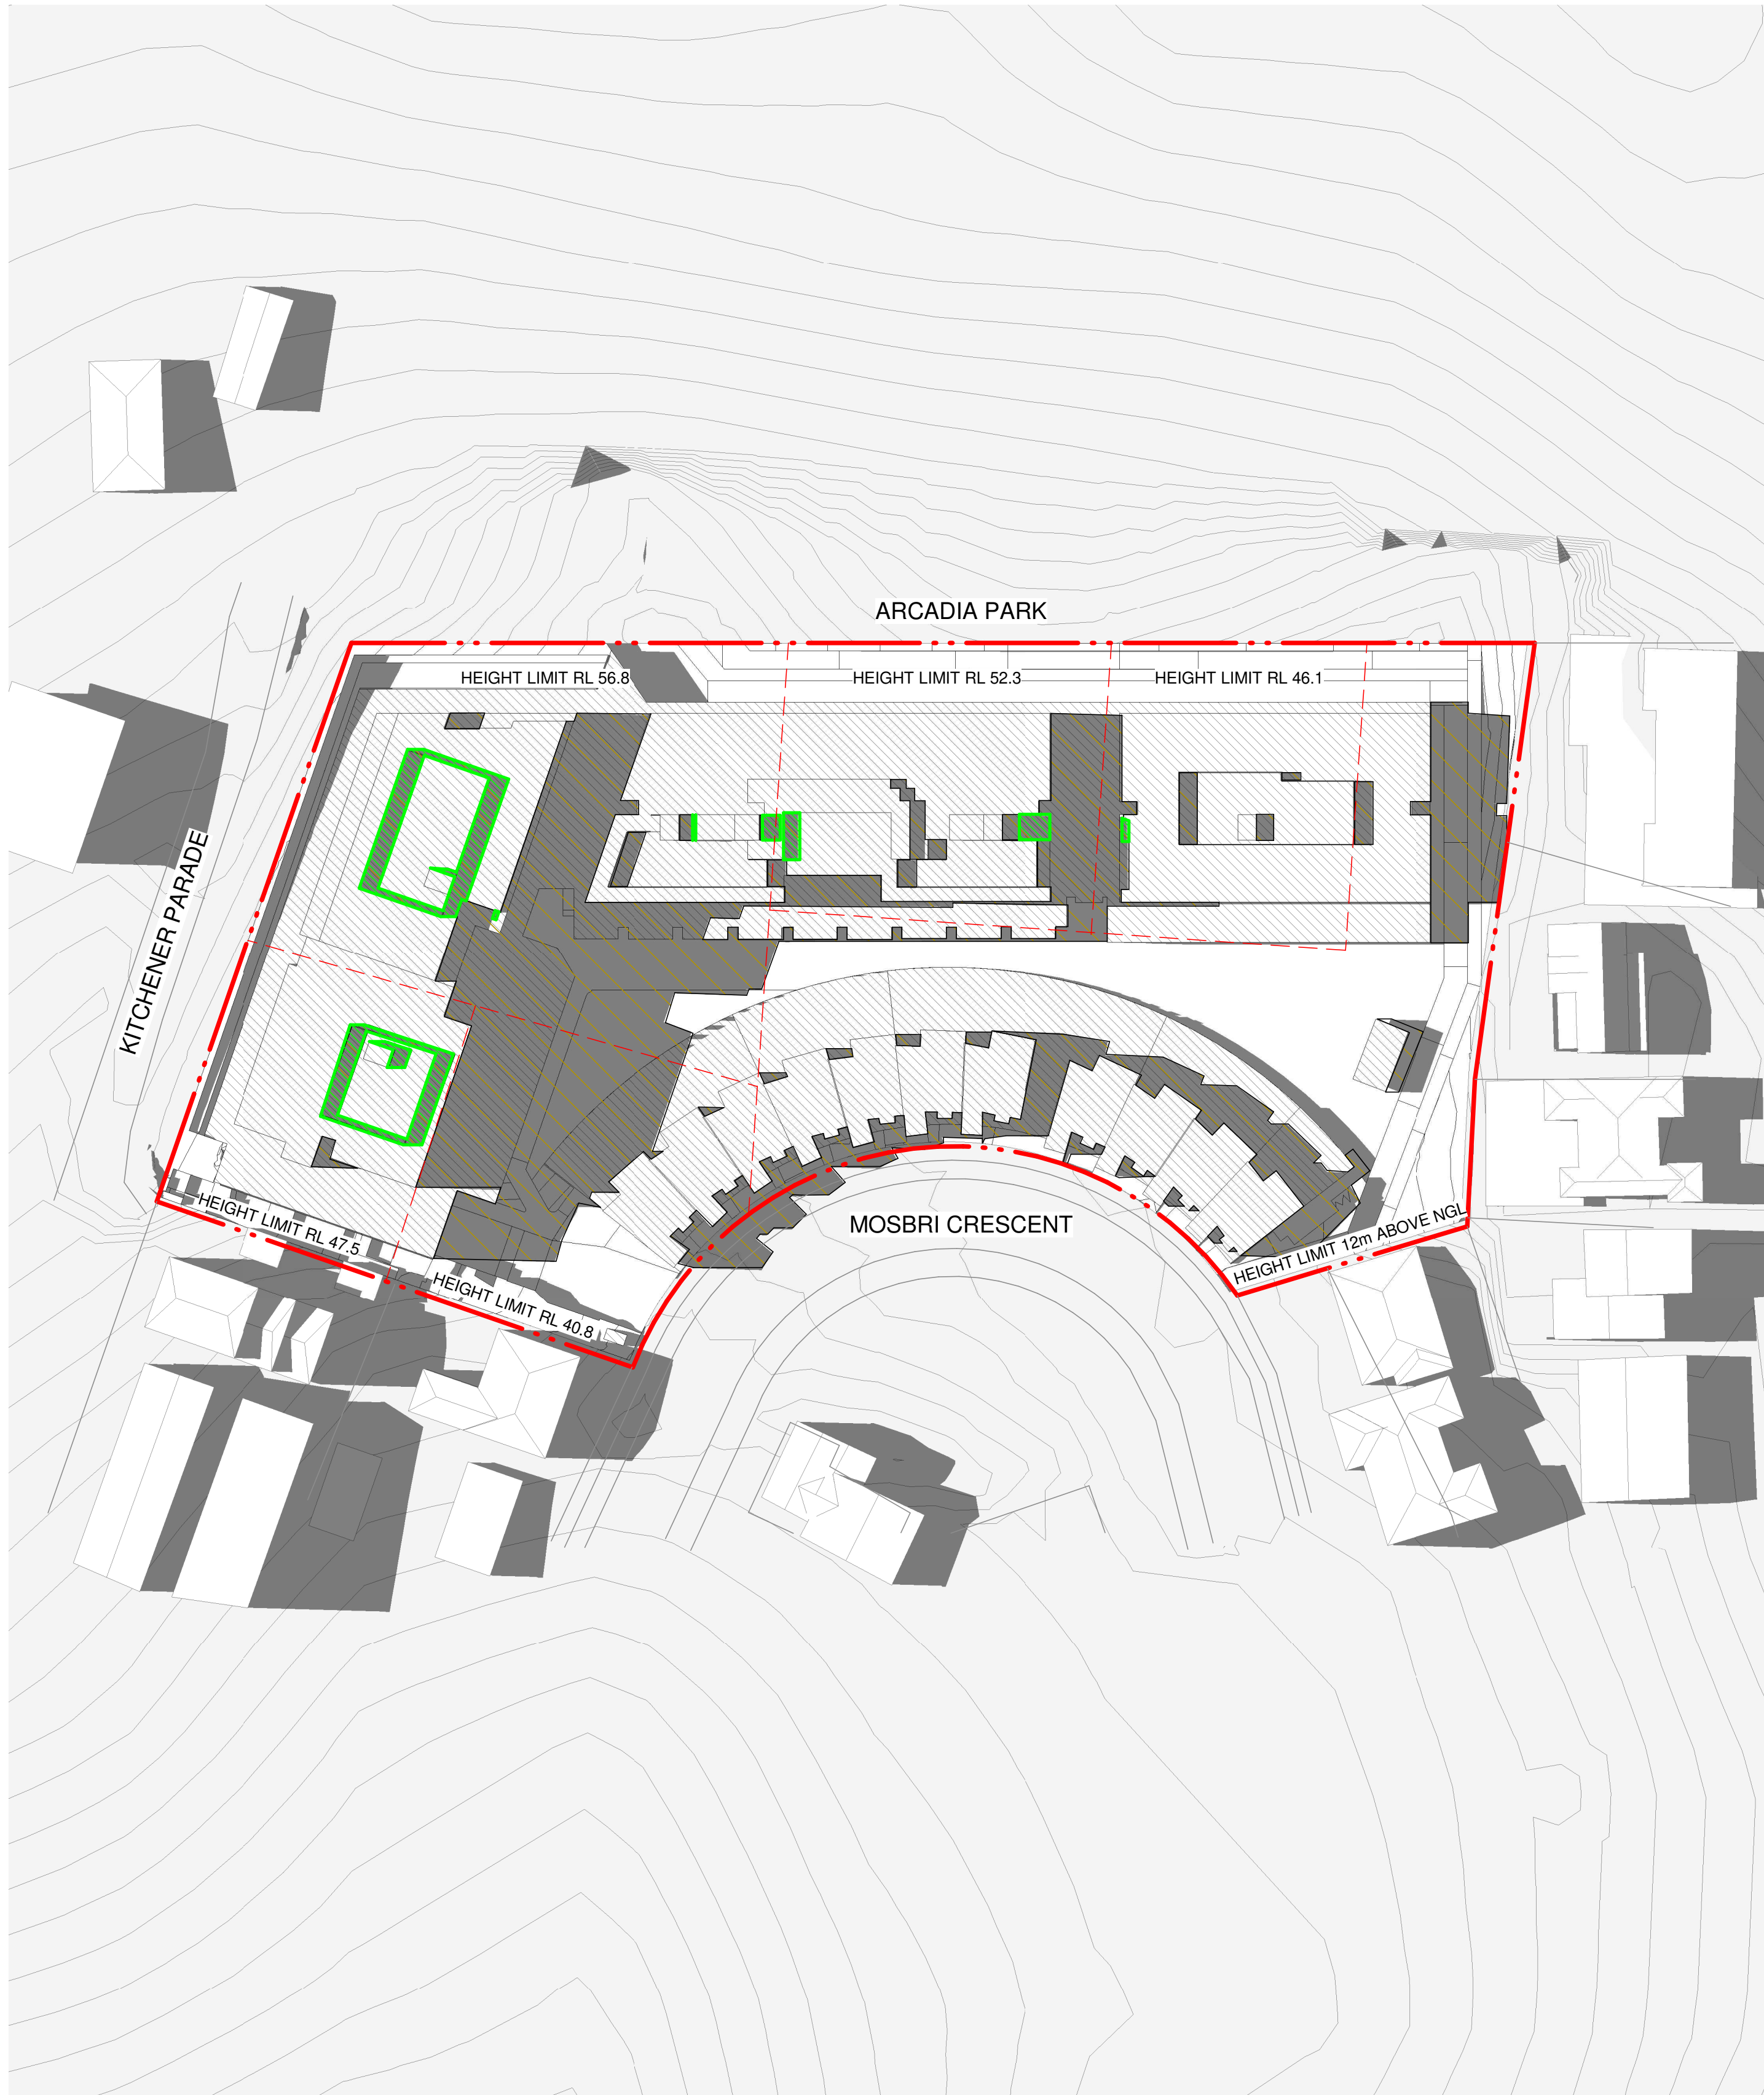 ARCADIA PARK
HEIGHT LIMIT RL 56.8
HEIGHT LIMIT RL 52.3
HEIGHT LIMIT RL 46.1
KITCHENER PARADE
HEIGHT LIMIT RL 47.5
MOSBRI CRESCENT
HEIGHT LIMIT 12m ABOVE NGL
HEIGHT LIMIT RL 40.8